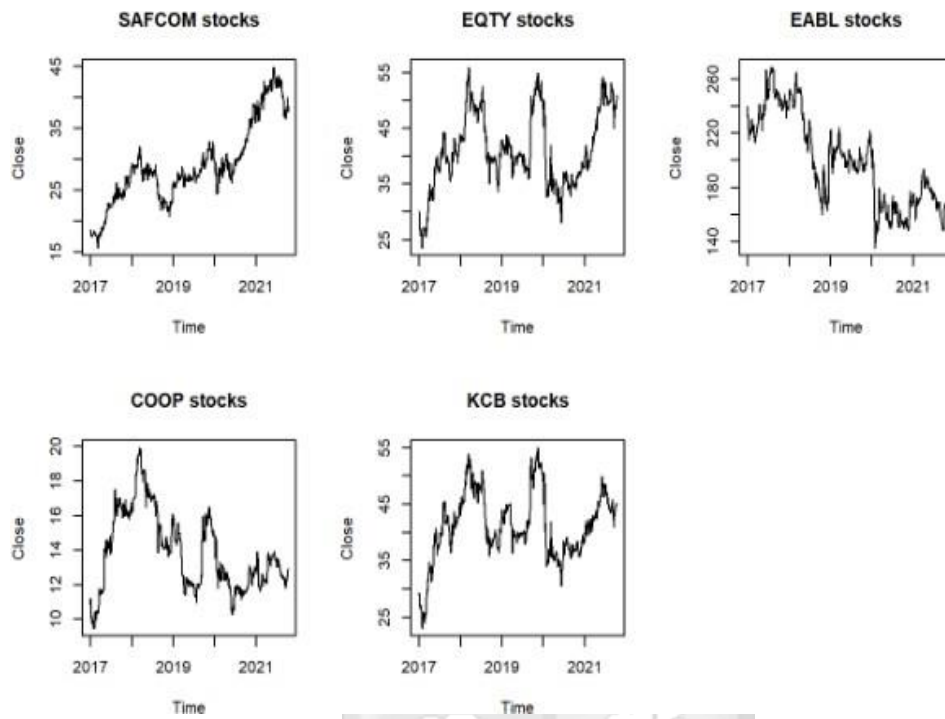 SAFCOM stocks
Close
15 25 35 45
2017 2019 2021
Time
EQTY stocks
Close
25 35 45 55
2017 2019 2021
Time
EABL stocks
Close
140 180 220 260
2017 2019 2021
Time
COOP stocks
Close
10 12 14 16 18 20
2017 2019 2021
Time
KCB stocks
Close
25 35 45 55
2017 2019 2021
Time